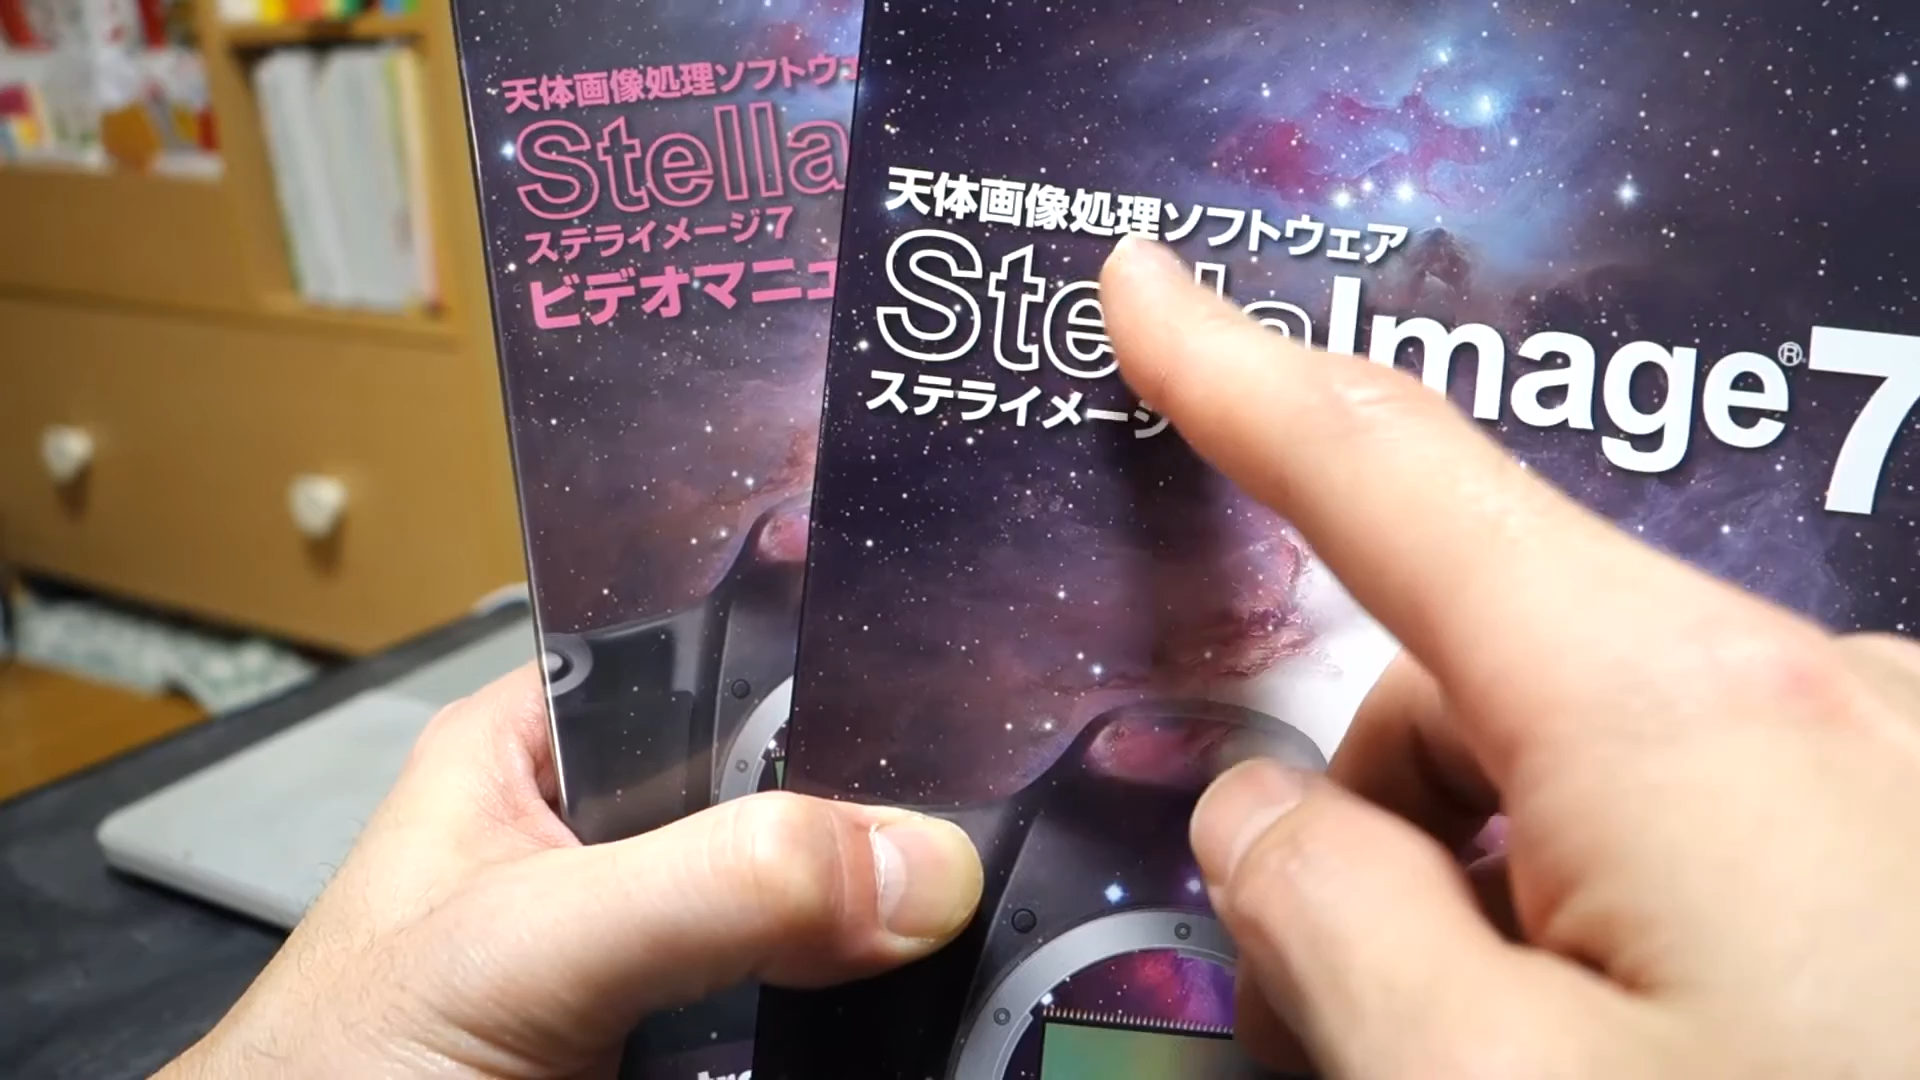 天体画像処理ソフトウェ
Stella
ステライメージ7
ビデオマニュ
天体画像処理ソフトウェア
StellaImage®7
ステライメージ